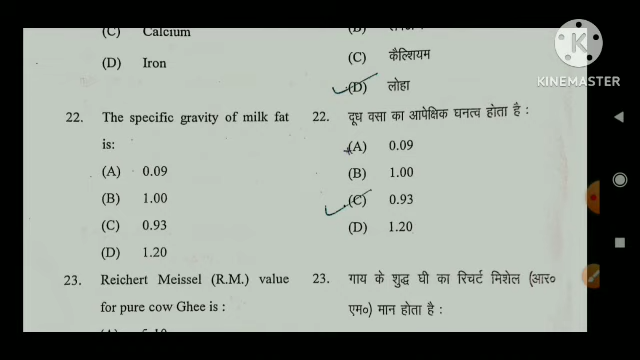 (C) Calcium
(D) Iron
22. The specific gravity of milk fat
is:
(A) 0.09
(B) 1.00
(C) 0.93
(D) 1.20
23. Reichert Meissel (R.M.) value
for pure cow Ghee is :
(C) कैल्शियम
(D) लोहा
22. दूध वसा का आपेक्षिक घनत्व होता है :
(A) 0.09
(B) 1.00
(C) 0.93
(D) 1.20
23. गाय के शुद्ध घी का रिचर्ट मिशेल (आर०
एम०) मान होता है :
KINEMASTER